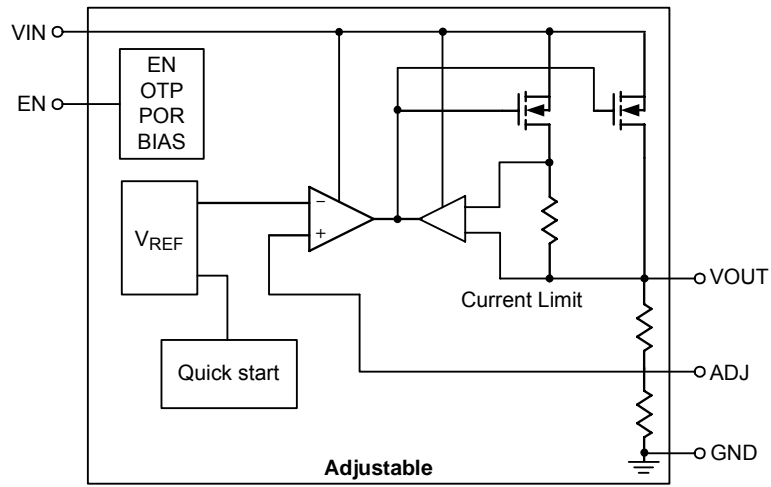 VIN
EN
EN
OTP
POR
BIAS
VREF
−
+
Current Limit
VOUT
Quick start
ADJ
GND
Adjustable